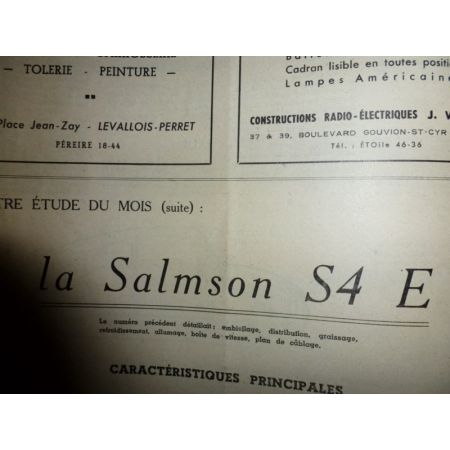 — TOLERIE - PEINTURE —
Place Jean-Zay - LEVALLOIS-PERRET
PÉREIRE 18-44
Cadran lisible en toutes positi
Lampes Américaine
CONSTRUCTIONS RADIO-ÉLECTRIQUES J. V
37 & 39, BOULEVARD GOUVION-ST-CYR
Tél. : ÉTOILE 46-36
TRE ÉTUDE DU MOIS (suite) :
la Salmson S4 E
Le numéro précédent détaillait : embiellage, distribution, graissage,
refroidissement, allumage, boîte de vitesse, plan de câblage.
CARACTÉRISTIQUES PRINCIPALES